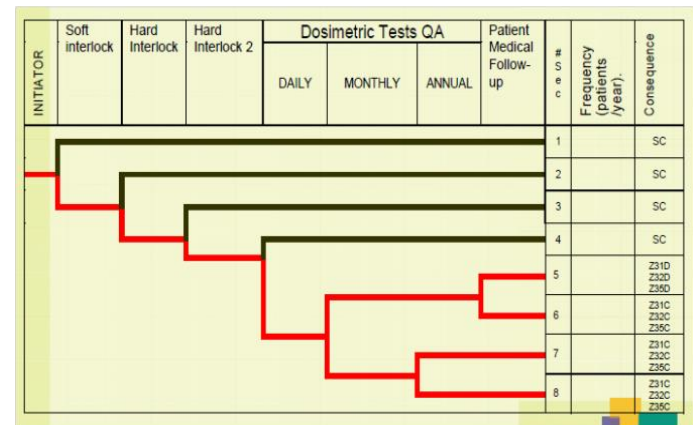 INITIATOR
Soft
interlock
Hard
Interlock
Hard
Interlock 2
Dosimetric Tests QA
DAILY
MONTHLY
ANNUAL
Patient
Medical
Follow-
up
#
S
e
c
Frequency
(patients
/year).
Consequence
1
SC
2
SC
3
SC
4
SC
5
Z31D
Z32D
Z35D
6
Z31C
Z32C
Z35C
7
Z31C
Z32C
Z35C
8
Z31C
Z32C
Z35C